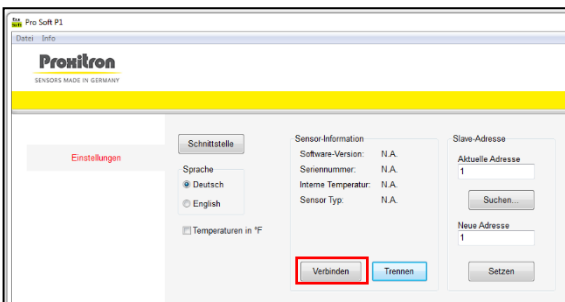 Pro Soft P1
Datei Info
Proxitron
SENSORS MADE IN GERMANY
Einstellungen
Schnittstelle
Sprache
Deutsch
English
Temperaturen in °F
Sensor-Information
Software-Version: N.A.
Seriennummer: N.A.
Interne Temperatur: N.A.
Sensor Typ: N.A.
Verbinden Trennen
Slave-Adresse
Aktuelle Adresse
1
Suchen...
Neue Adresse
1
Setzen